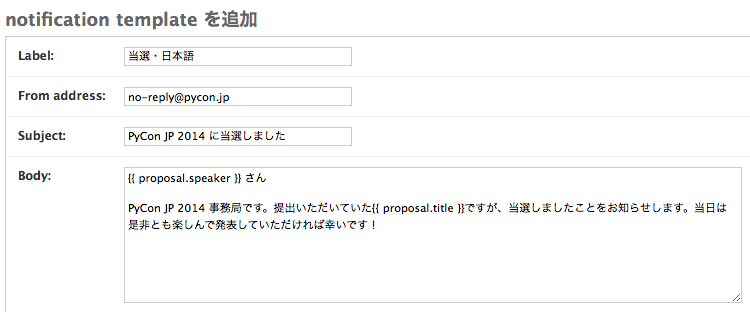 notification template を追加
Label: 当選・日本語
From address: no-reply@pycon.jp
Subject: PyCon JP 2014 に当選しました
Body: {{ proposal.speaker }} さん
PyCon JP 2014 事務局です。提出いただいていた{{ proposal.title }}ですが、当選しましたことをお知らせします。当日は
是非とも楽しんで発表していただければ幸いです！